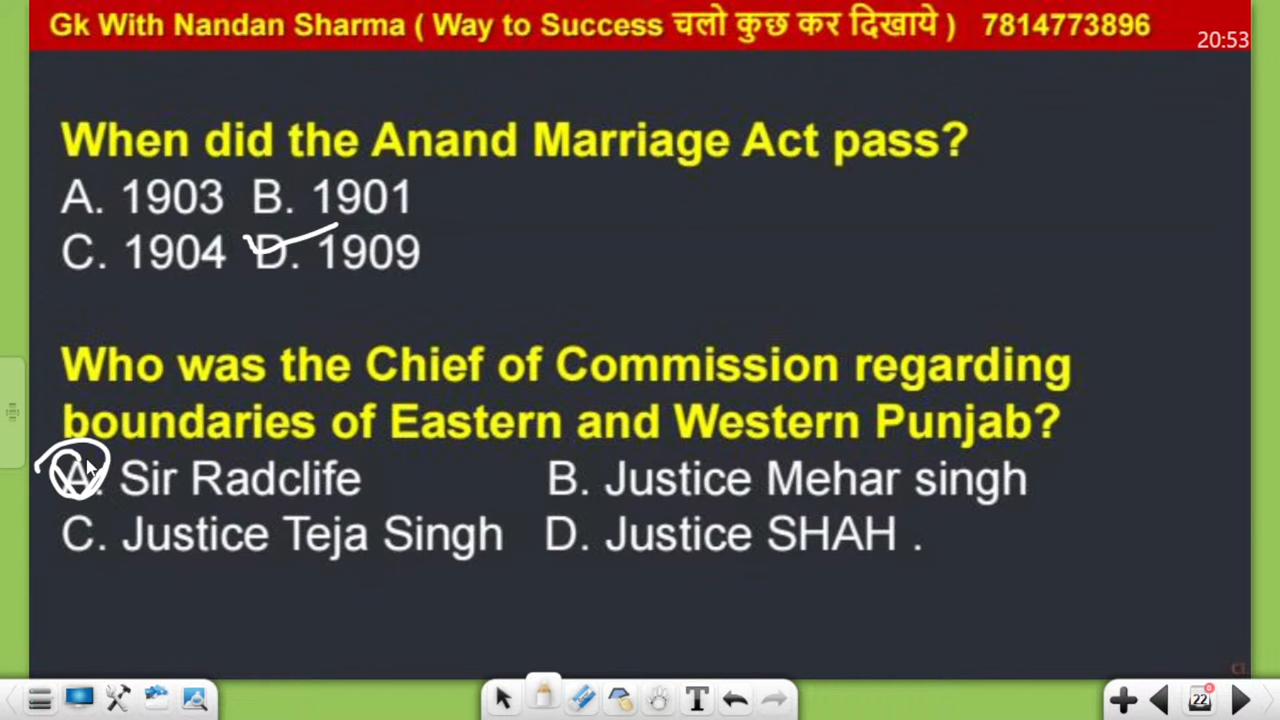 Gk With Nandan Sharma ( Way to Success चलो कुछ कर दिखाये ) 7814773896
20:53
When did the Anand Marriage Act pass?
A. 1903 B. 1901
C. 1904 D. 1909
Who was the Chief of Commission regarding
boundaries of Eastern and Western Punjab?
A. Sir Radclife B. Justice Mehar singh
C. Justice Teja Singh D. Justice SHAH .
T
22